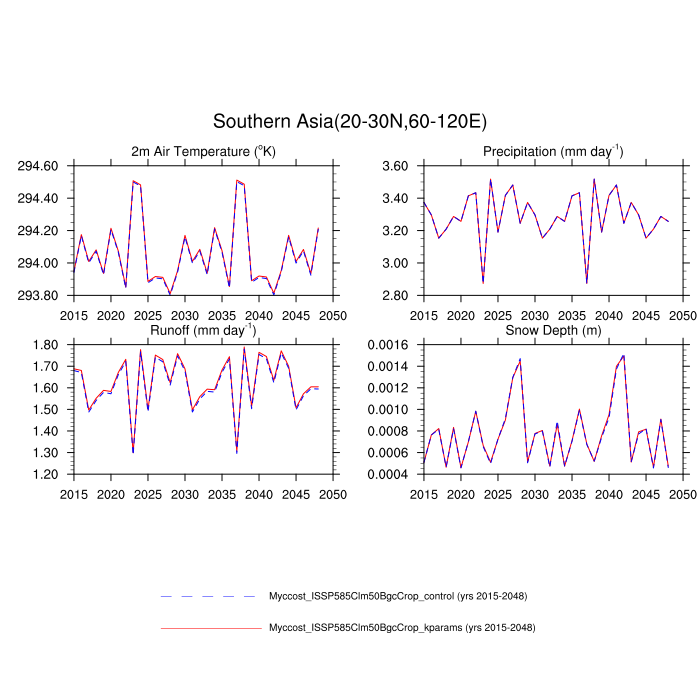 Southern Asia(20-30N,60-120E)
2m Air Temperature (°K)
294.60
294.40
294.20
294.00
293.80
2015 2020 2025 2030 2035 2040 2045 2050
Precipitation (mm day⁻¹)
3.60
3.40
3.20
3.00
2.80
2015 2020 2025 2030 2035 2040 2045 2050
Runoff (mm day⁻¹)
1.80
1.70
1.60
1.50
1.40
1.30
1.20
2015 2020 2025 2030 2035 2040 2045 2050
Snow Depth (m)
0.0016
0.0014
0.0012
0.0010
0.0008
0.0006
0.0004
2015 2020 2025 2030 2035 2040 2045 2050
Myccost_ISSP585Clm50BgcCrop_control (yrs 2015-2048)
Myccost_ISSP585Clm50BgcCrop_kparams (yrs 2015-2048)